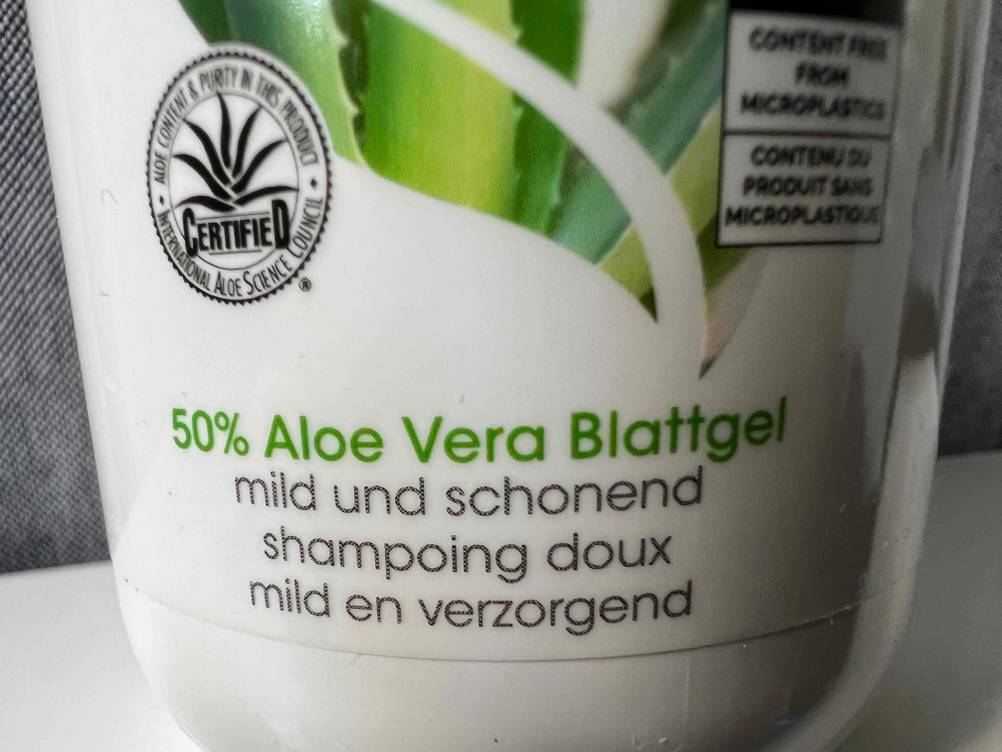 ALOE CONTENT & PURITY IN THIS PRODUCT
CERTIFIED
INTERNATIONAL ALOE SCIENCE COUNCIL
®
CONTENT FREE
FROM
MICROPLASTICS
CONTENU DU
PRODUIT SANS
MICROPLASTIQUE
50% Aloe Vera Blattgel
mild und schonend
shampoing doux
mild en verzorgend